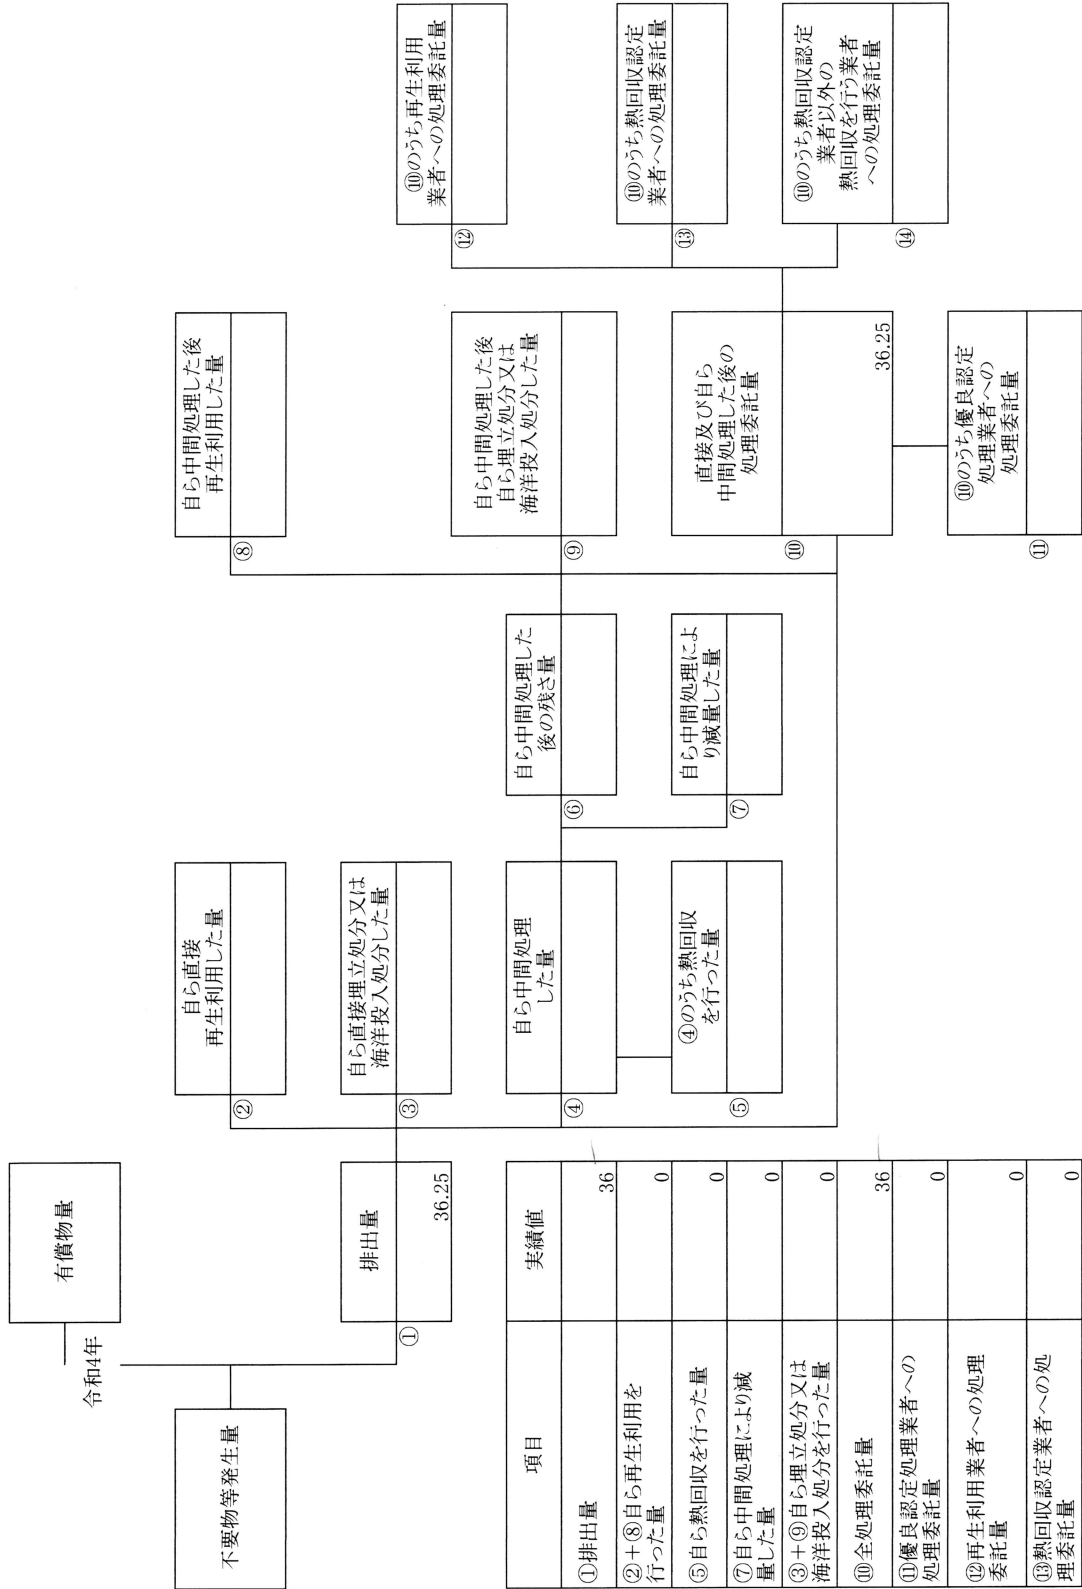 令和4年
有償物量
不要物等発生量
①
排出量
36.25
②
自ら直接
再生利用した量
③
自ら直接埋立処分又は
海洋投入処分した量
④
自ら中間処理
した量
⑤
④のうち熱回収
を行った量
⑥
自ら中間処理した
後の残さ量
⑦
自ら中間処理によ
り減量した量
⑧
自ら中間処理した後
再生利用した量
⑨
自ら中間処理した後
自ら埋立処分又は
海洋投入処分した量
⑩
直接及び自ら
中間処理した後の
処理委託量
36.25
⑪
⑩のうち優良認定
処理業者への
処理委託量
⑫
⑩のうち再生利用
業者への処理委託量
⑬
⑩のうち熱回収認定
業者への処理委託量
⑭
⑩のうち熱回収認定
業者以外の
熱回収を行う業者
への処理委託量
項目 実績値
①排出量 36
②+⑧自ら再生利用を
行った量 0
⑤自ら熱回収を行った量 0
⑦自ら中間処理により減
量した量 0
③+⑨自ら埋立処分又は
海洋投入処分を行った量 0
⑩全処理委託量 36
⑪優良認定処理業者への
処理委託量 0
⑫再生利用業者への処理
委託量 0
⑬熱回収認定業者への処
理委託量 0